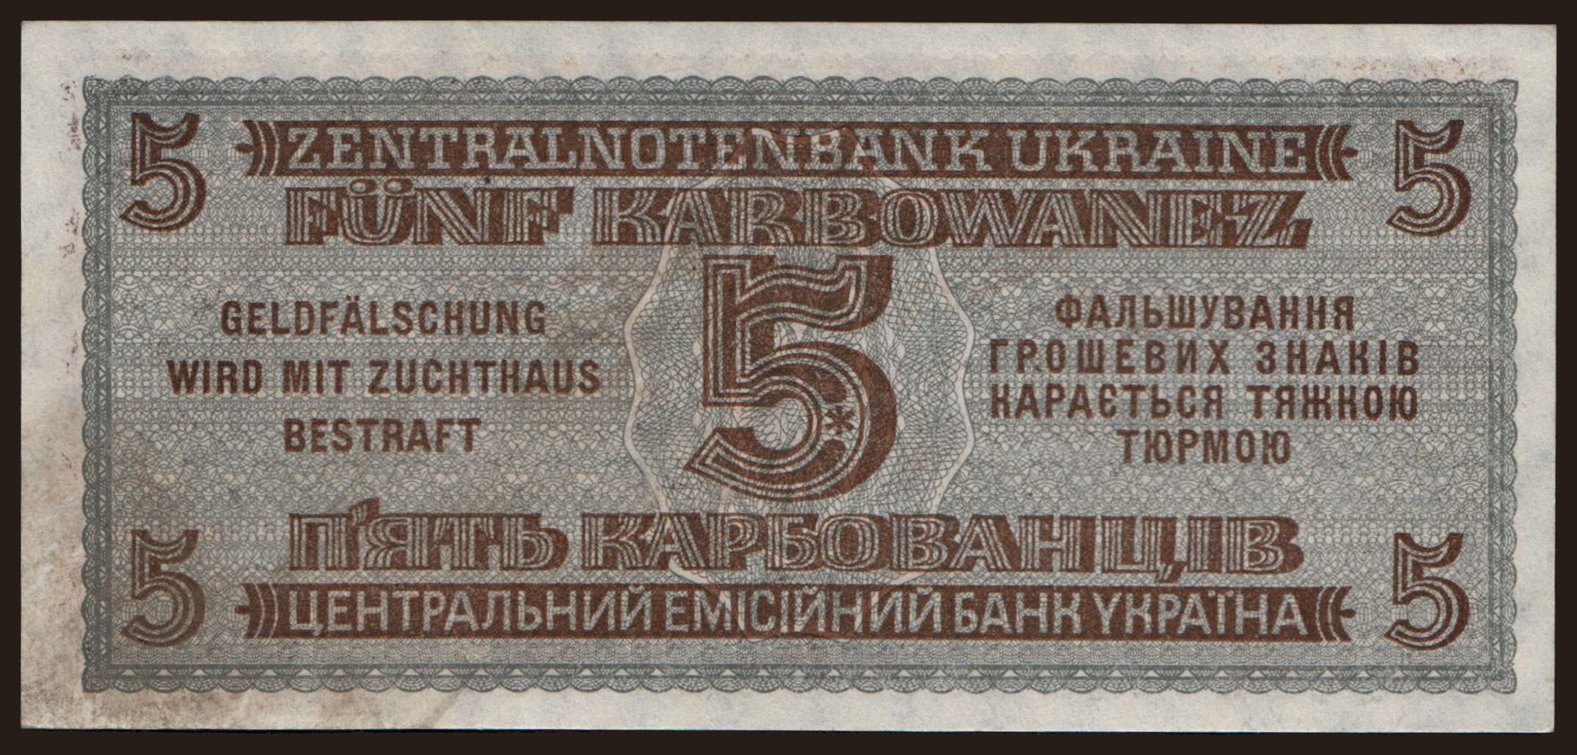 5 ZENTRALNOTENBANK UKRAINE 5
FÜNF KARBOWANEZ
5
GELDFÄLSCHUNG
WIRD MIT ZUCHTHAUS
BESTRAFT
ФАЛЬШУВАННЯ
ГРОШЕВИХ ЗНАКІВ
КАРАЄТЬСЯ ТЯЖКОЮ
ТЮРМОЮ
П'ЯТЬ КАРБОВАНЦІВ
5 ЦЕНТРАЛЬНИЙ ЕМІСІЙНИЙ БАНК УКРАЇНА 5